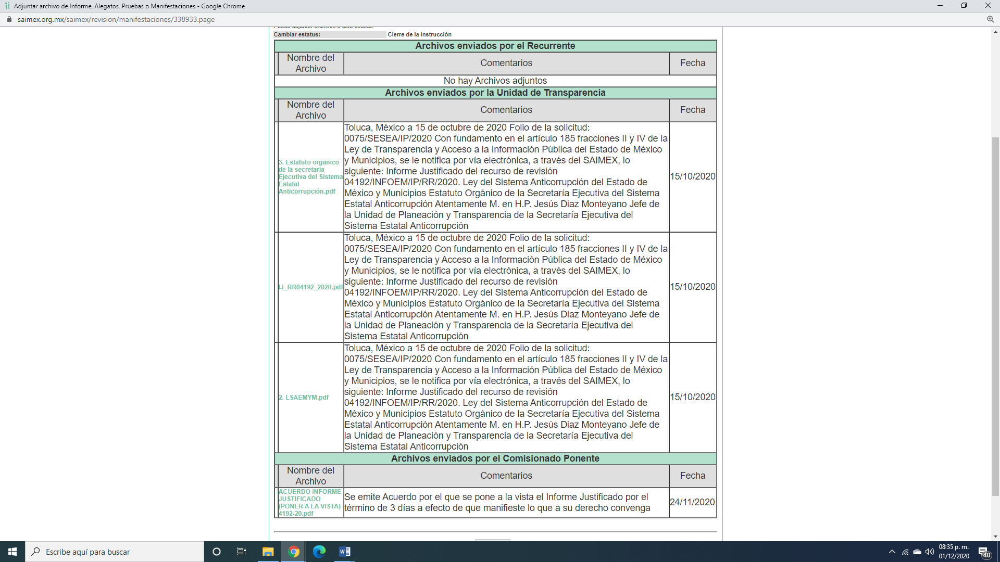 Adjuntar archivo de Informe, Alegatos, Pruebas o Manifestaciones - Google Chrome
saimex.org.mx/saimex/revision/manifestaciones/338933.page
Cambiar estatus: Cierre de la instrucción
Archivos enviados por el Recurrente
Nombre del
Archivo
Comentarios
Fecha
No hay Archivos adjuntos
Archivos enviados por la Unidad de Transparencia
Nombre del
Archivo
Comentarios
Fecha
3. Estatuto organico
de la secretaria
Ejecutiva del Sistema
Estatal
Anticorrupción.pdf
Toluca, México a 15 de octubre de 2020 Folio de la solicitud:
0075/SESEA/IP/2020 Con fundamento en el artículo 185 fracciones II y IV de la
Ley de Transparencia y Acceso a la Información Pública del Estado de México
y Municipios, se le notifica por vía electrónica, a través del SAIMEX, lo
siguiente: Informe Justificado del recurso de revisión
04192/INFOEM/IP/RR/2020. Ley del Sistema Anticorrupción del Estado de
México y Municipios Estatuto Orgánico de la Secretaría Ejecutiva del Sistema
Estatal Anticorrupción Atentamente M. en H.P. Jesús Diaz Monteyano Jefe de
la Unidad de Planeación y Transparencia de la Secretaría Ejecutiva del
Sistema Estatal Anticorrupción
15/10/2020
IJ_RR04192_2020.pdf
Toluca, México a 15 de octubre de 2020 Folio de la solicitud:
0075/SESEA/IP/2020 Con fundamento en el artículo 185 fracciones II y IV de la
Ley de Transparencia y Acceso a la Información Pública del Estado de México
y Municipios, se le notifica por vía electrónica, a través del SAIMEX, lo
siguiente: Informe Justificado del recurso de revisión
04192/INFOEM/IP/RR/2020. Ley del Sistema Anticorrupción del Estado de
México y Municipios Estatuto Orgánico de la Secretaría Ejecutiva del Sistema
Estatal Anticorrupción Atentamente M. en H.P. Jesús Diaz Monteyano Jefe de
la Unidad de Planeación y Transparencia de la Secretaría Ejecutiva del
Sistema Estatal Anticorrupción
15/10/2020
2. LSAEMYM.pdf
Toluca, México a 15 de octubre de 2020 Folio de la solicitud:
0075/SESEA/IP/2020 Con fundamento en el artículo 185 fracciones II y IV de la
Ley de Transparencia y Acceso a la Información Pública del Estado de México
y Municipios, se le notifica por vía electrónica, a través del SAIMEX, lo
siguiente: Informe Justificado del recurso de revisión
04192/INFOEM/IP/RR/2020. Ley del Sistema Anticorrupción del Estado de
México y Municipios Estatuto Orgánico de la Secretaría Ejecutiva del Sistema
Estatal Anticorrupción Atentamente M. en H.P. Jesús Diaz Monteyano Jefe de
la Unidad de Planeación y Transparencia de la Secretaría Ejecutiva del
Sistema Estatal Anticorrupción
15/10/2020
Archivos enviados por el Comisionado Ponente
Nombre del
Archivo
Comentarios
Fecha
ACUERDO INFORME
JUSTIFICADO
(PONER A LA VISTA)
4192-20.pdf
Se emite Acuerdo por el que se pone a la vista el Informe Justificado por el
término de 3 días a efecto de que manifieste lo que a su derecho convenga
24/11/2020
Escribe aquí para buscar
08:35 p. m.
01/12/2020
40